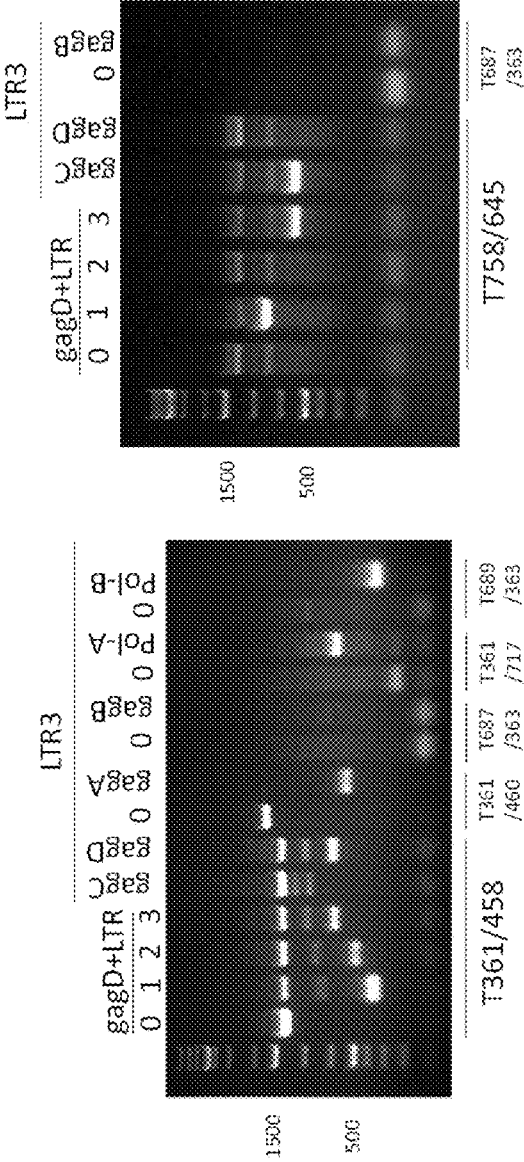 LTR3
gagD+LTR
0 1 2 3 gagC gagD 0 gagB
1500
500
T758/645
T687
/363
LTR3
gagD+LTR
0 1 2 3 gagC gagD 0 gagA 0 gagB 0 Pol-A 0 Pol-B
1500
500
T361/458
T361
/460
T687
/363
T361
/717
T689
/363